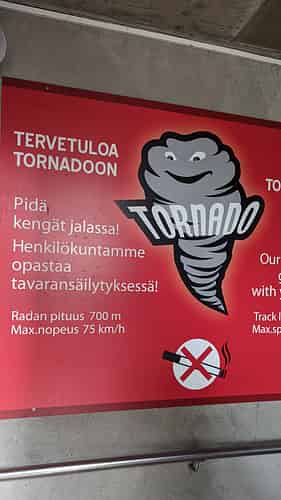 TERVETULOA
TORNADOON
Pidä
kengät jalassa!
Henkilökuntamme
opastaa
tavaransäilytyksessä!
Radan pituus 700 m
Max.nopeus 75 km/h
TORNADO
TO
Our
with
Track
Max.sp